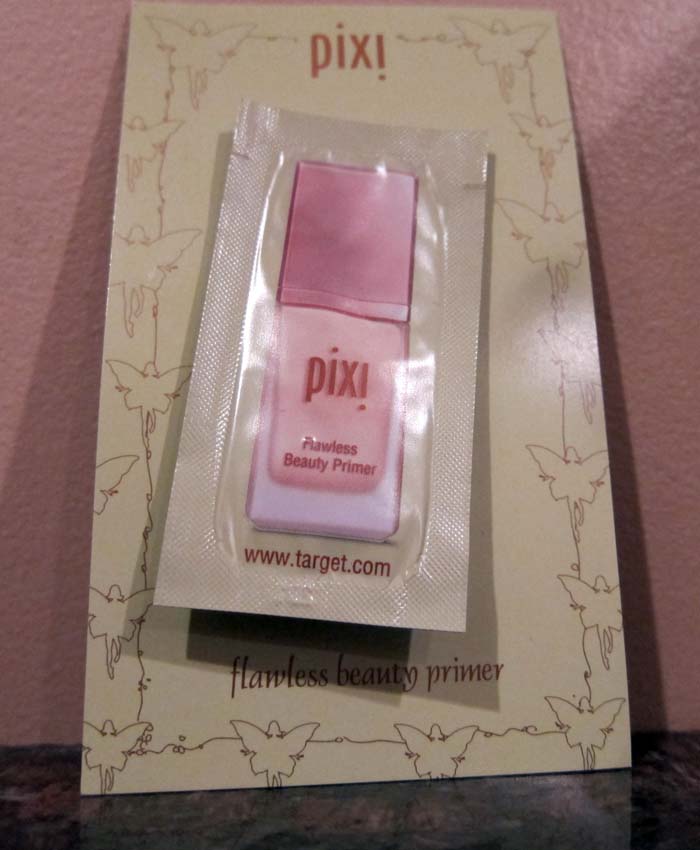 pixi
pixi
Flawless
Beauty Primer
www.target.com
flawless beauty primer